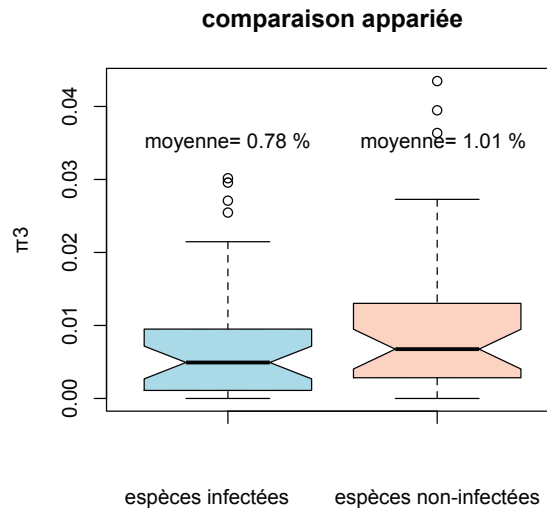 comparaison appariée
moyenne= 0.78 %
moyenne= 1.01 %
π3
0.04
0.03
0.02
0.01
0.00
espèces infectées
espèces non-infectées